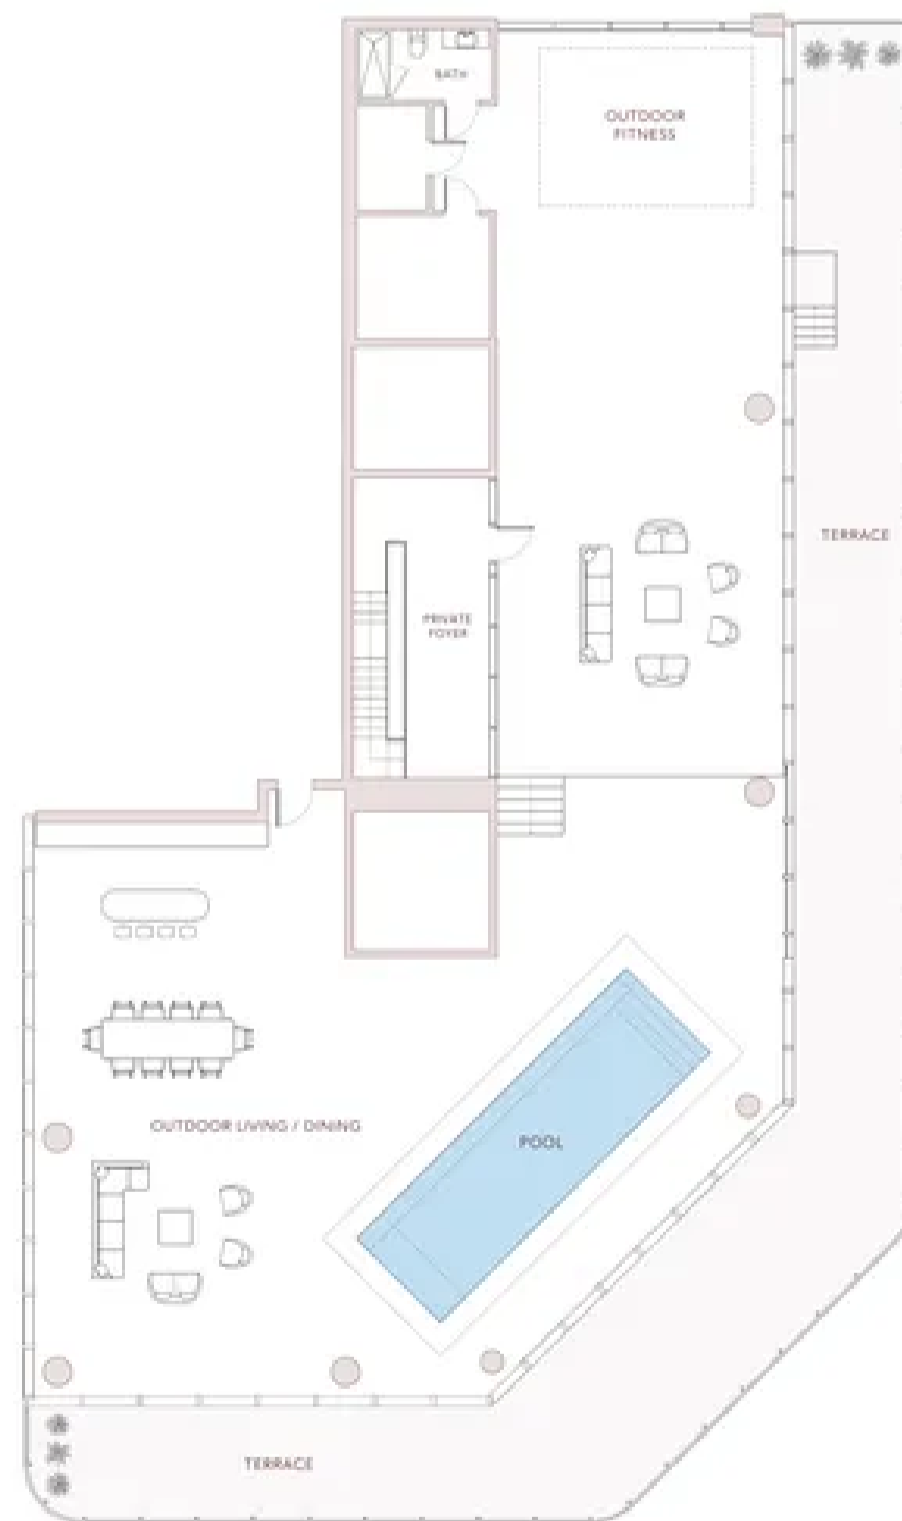 BATH
OUTDOOR
FITNESS
TERRACE
PRIVATE
FOYER
OUTDOOR LIVING / DINING
POOL
TERRACE